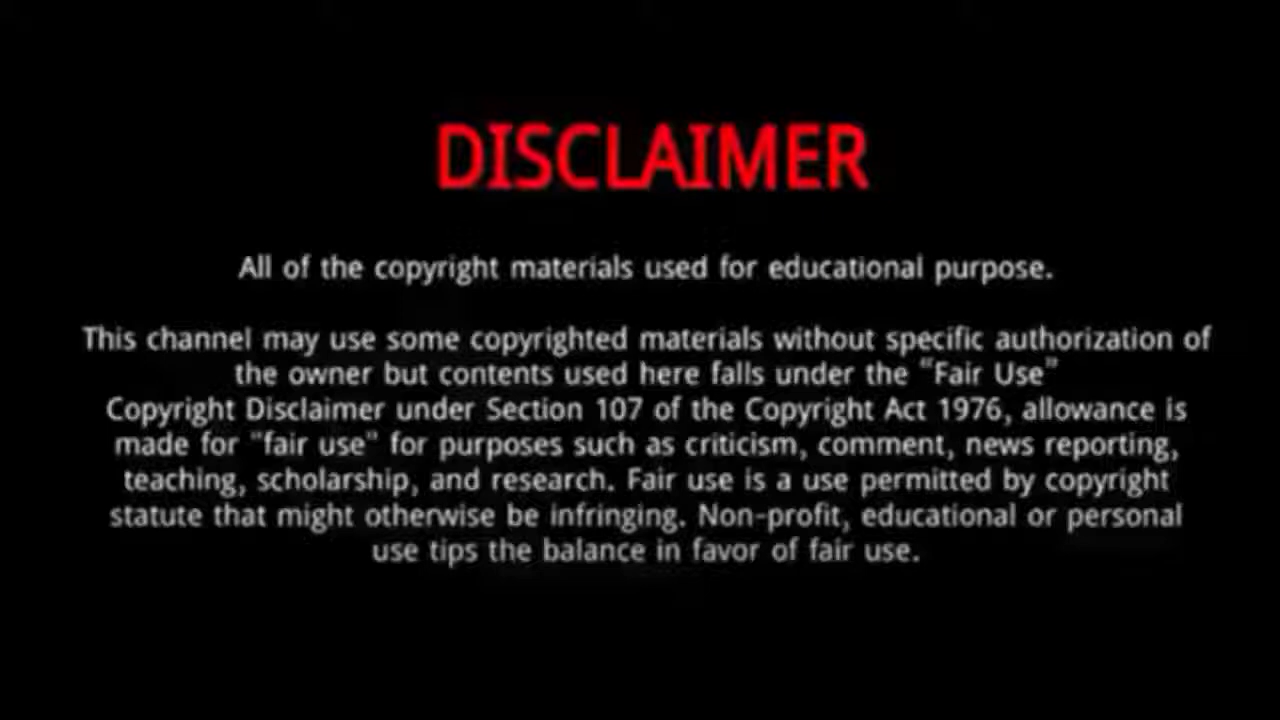 DISCLAIMER
All of the copyright materials used for educational purpose.
This channel may use some copyrighted materials without specific authorization of
the owner but contents used here falls under the “Fair Use”
Copyright Disclaimer under Section 107 of the Copyright Act 1976, allowance is
made for "fair use" for purposes such as criticism, comment, news reporting,
teaching, scholarship, and research. Fair use is a use permitted by copyright
statute that might otherwise be infringing. Non-profit, educational or personal
use tips the balance in favor of fair use.